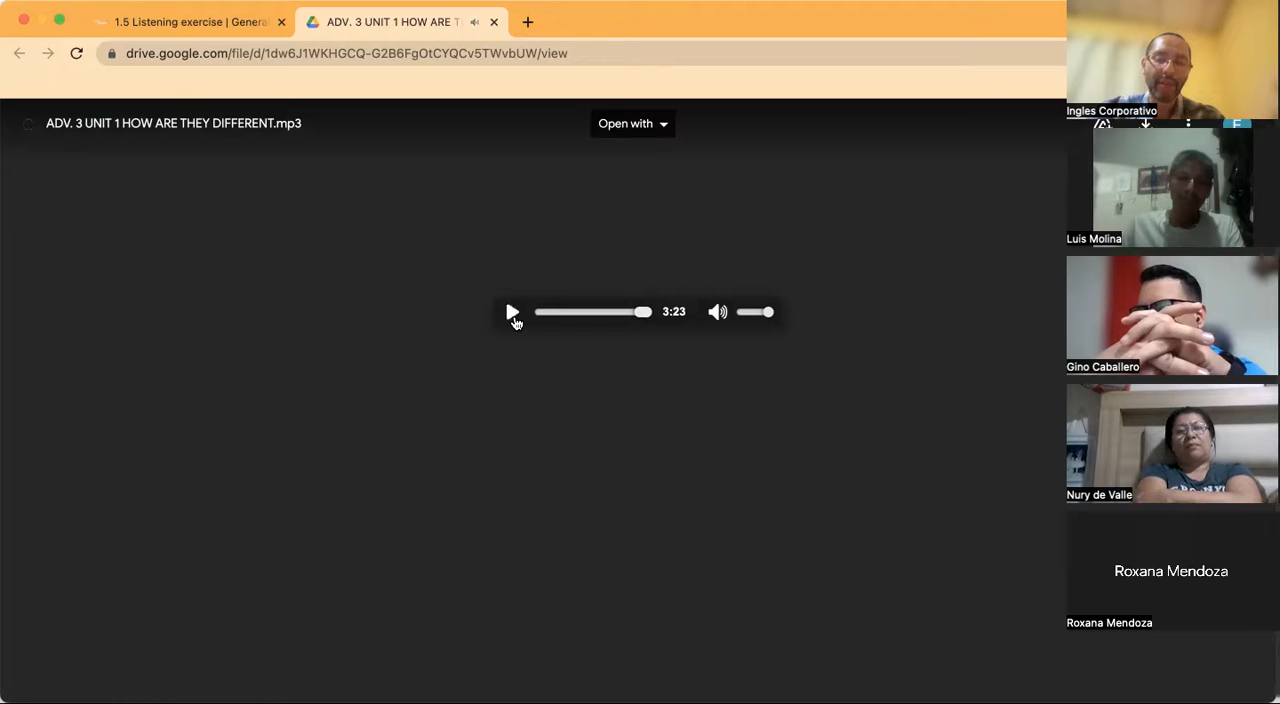 1.5 Listening exercise | Genera
ADV. 3 UNIT 1 HOW ARE T
drive.google.com/file/d/1dw6J1WKHGCQ-G2B6FgOtCYQCv5TWvbUW/view
ADV. 3 UNIT 1 HOW ARE THEY DIFFERENT.mp3
Open with
3:23
Ingles Corporativo
Luis Molina
Gino Caballero
Nury de Valle
Roxana Mendoza
Roxana Mendoza